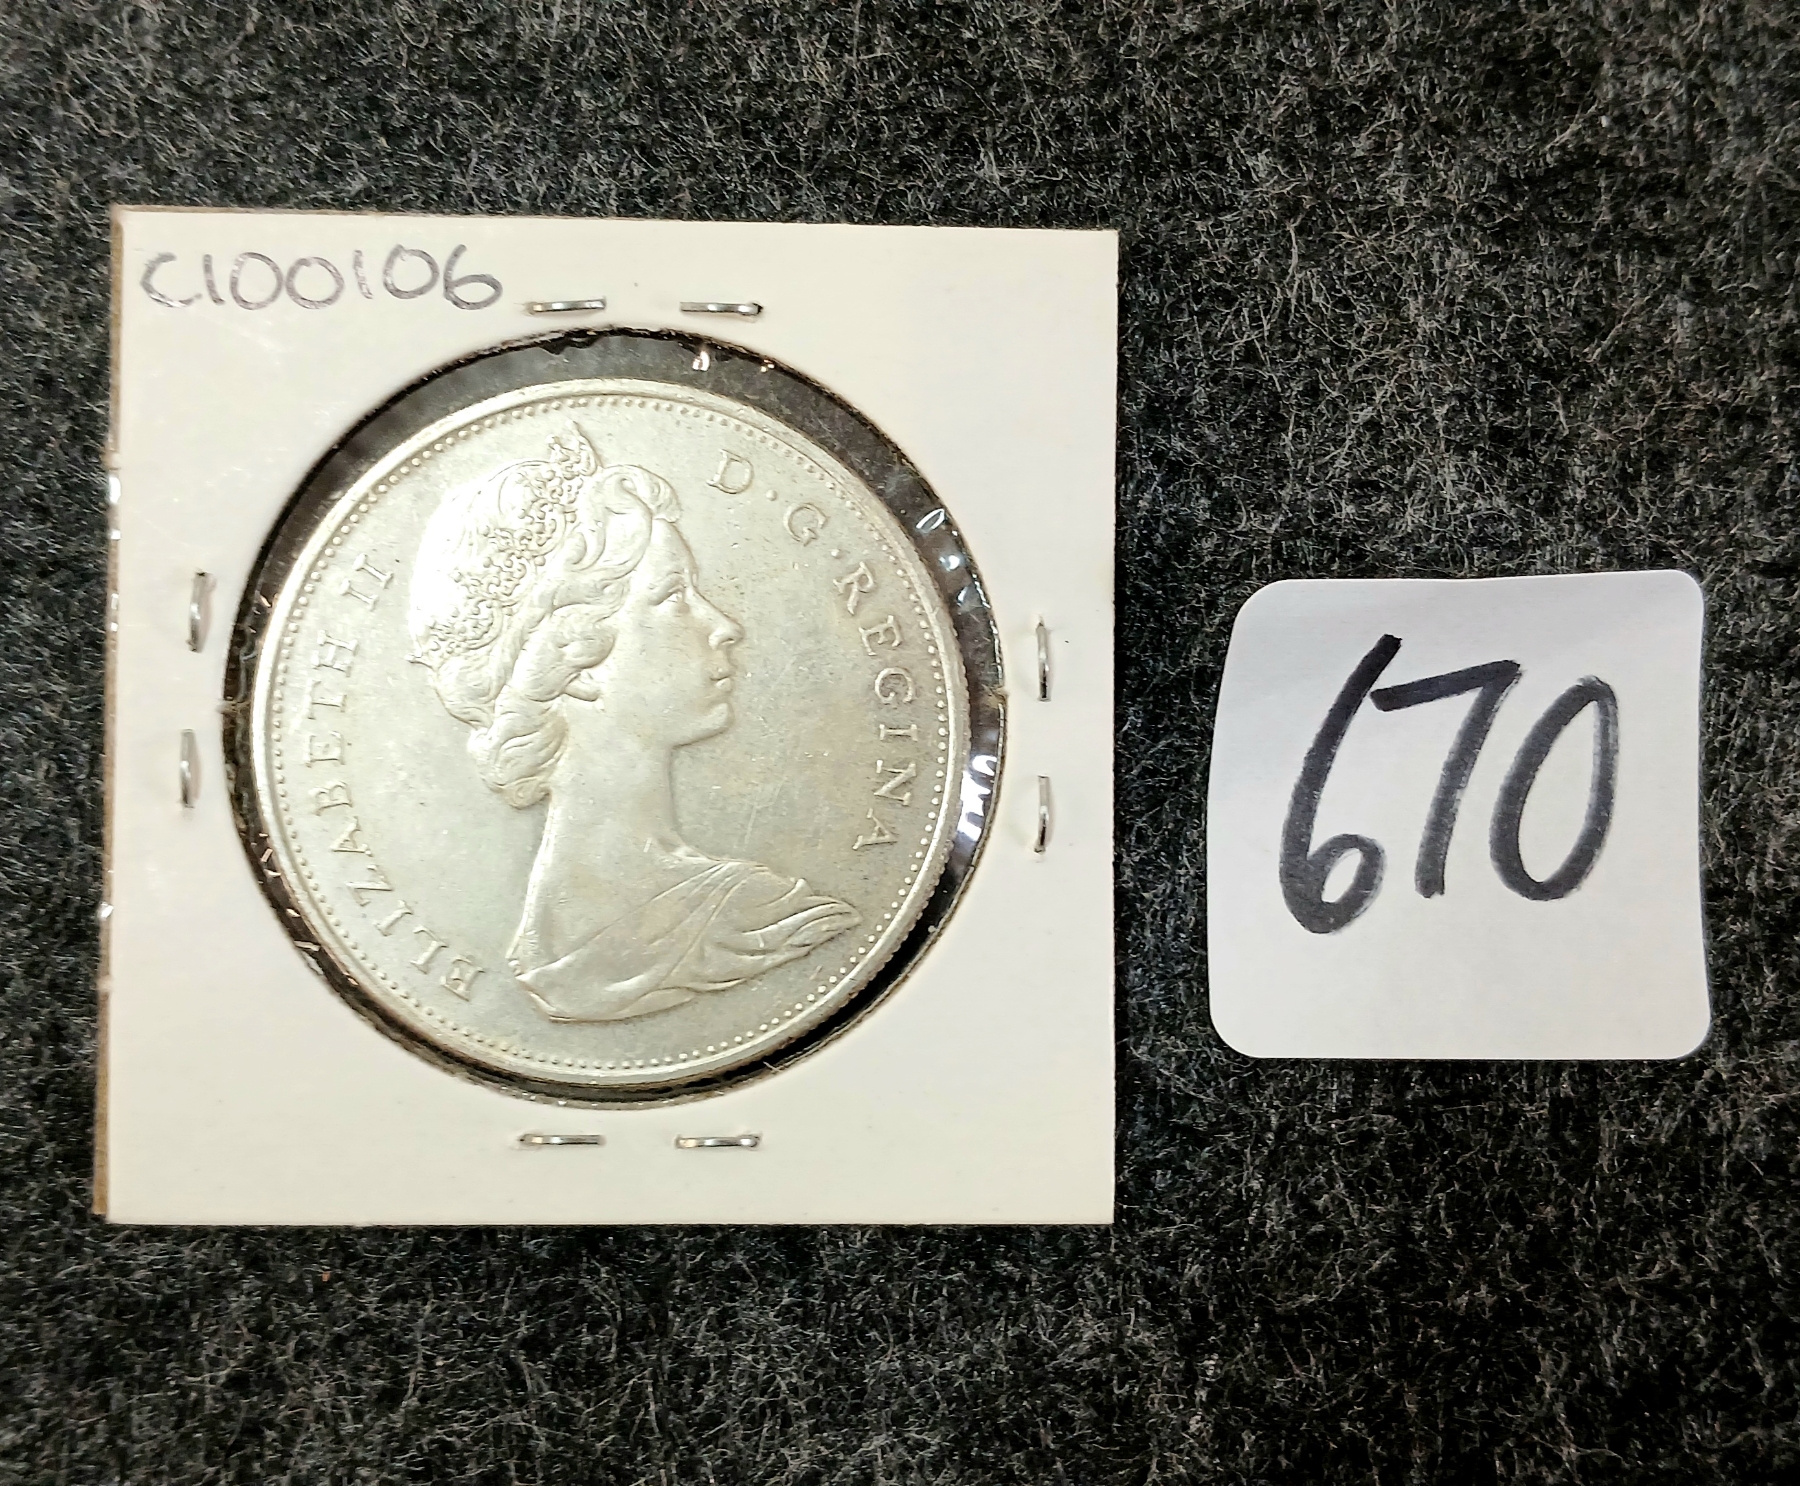 C100106
ELIZABETH II D·G·REGINA
670